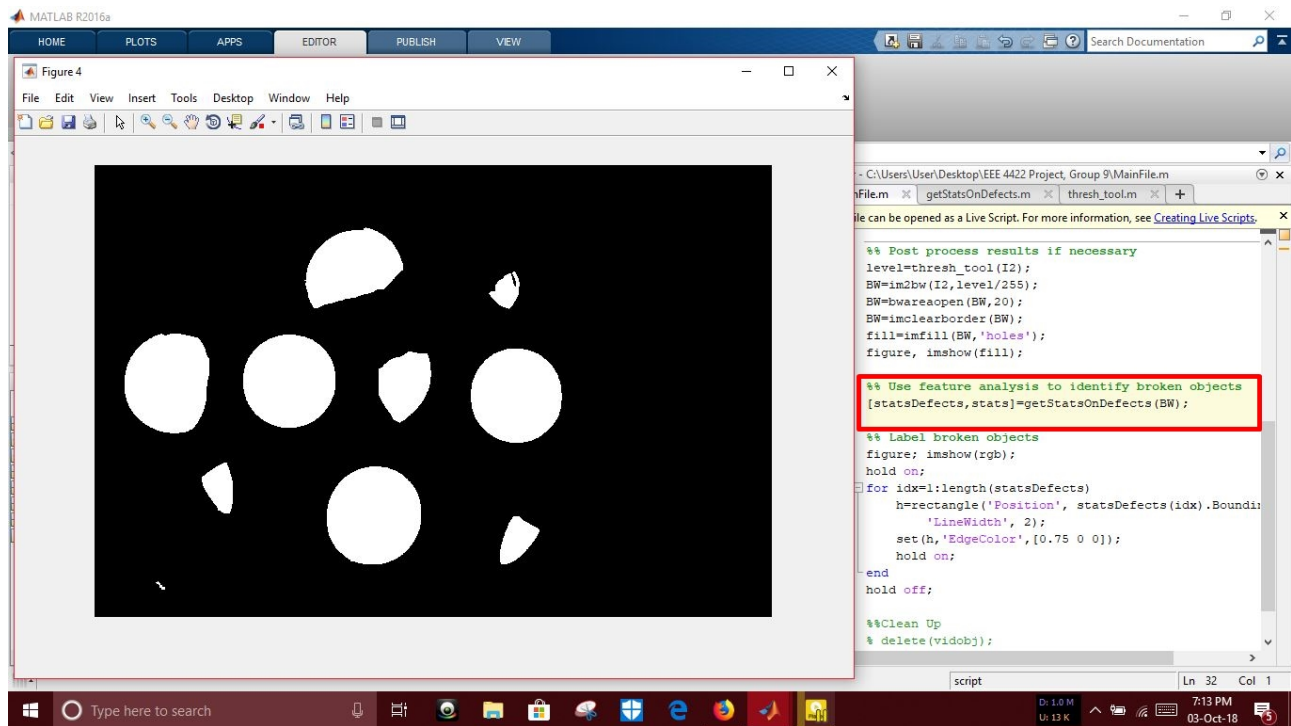 MATLAB R2016a
HOME PLOTS APPS EDITOR PUBLISH VIEW
Search Documentation
Figure 4
File Edit View Insert Tools Desktop Window Help
- C:\Users\User\Desktop\EEE 4422 Project, Group 9\MainFile.m
nFile.m getStatsOnDefects.m thresh_tool.m +
ile can be opened as a Live Script. For more information, see Creating Live Scripts.
%% Post process results if necessary
level=thresh_tool(I2);
BW=im2bw(I2,level/255);
BW=bwareaopen(BW,20);
BW=imclearborder(BW);
fill=imfill(BW,'holes');
figure, imshow(fill);
%% Use feature analysis to identify broken objects
[statsDefects,stats]=getStatsOnDefects(BW);
%% Label broken objects
figure; imshow(rgb);
hold on;
for idx=1:length(statsDefects)
h=rectangle('Position', statsDefects(idx).Boundi
'LineWidth', 2);
set(h,'EdgeColor',[0.75 0 0]);
hold on;
end
hold off;
%%Clean Up
% delete(vidobj);
script Ln 32 Col 1
Type here to search
D: 1.0 M
U: 13 K
7:13 PM
03-Oct-18
5